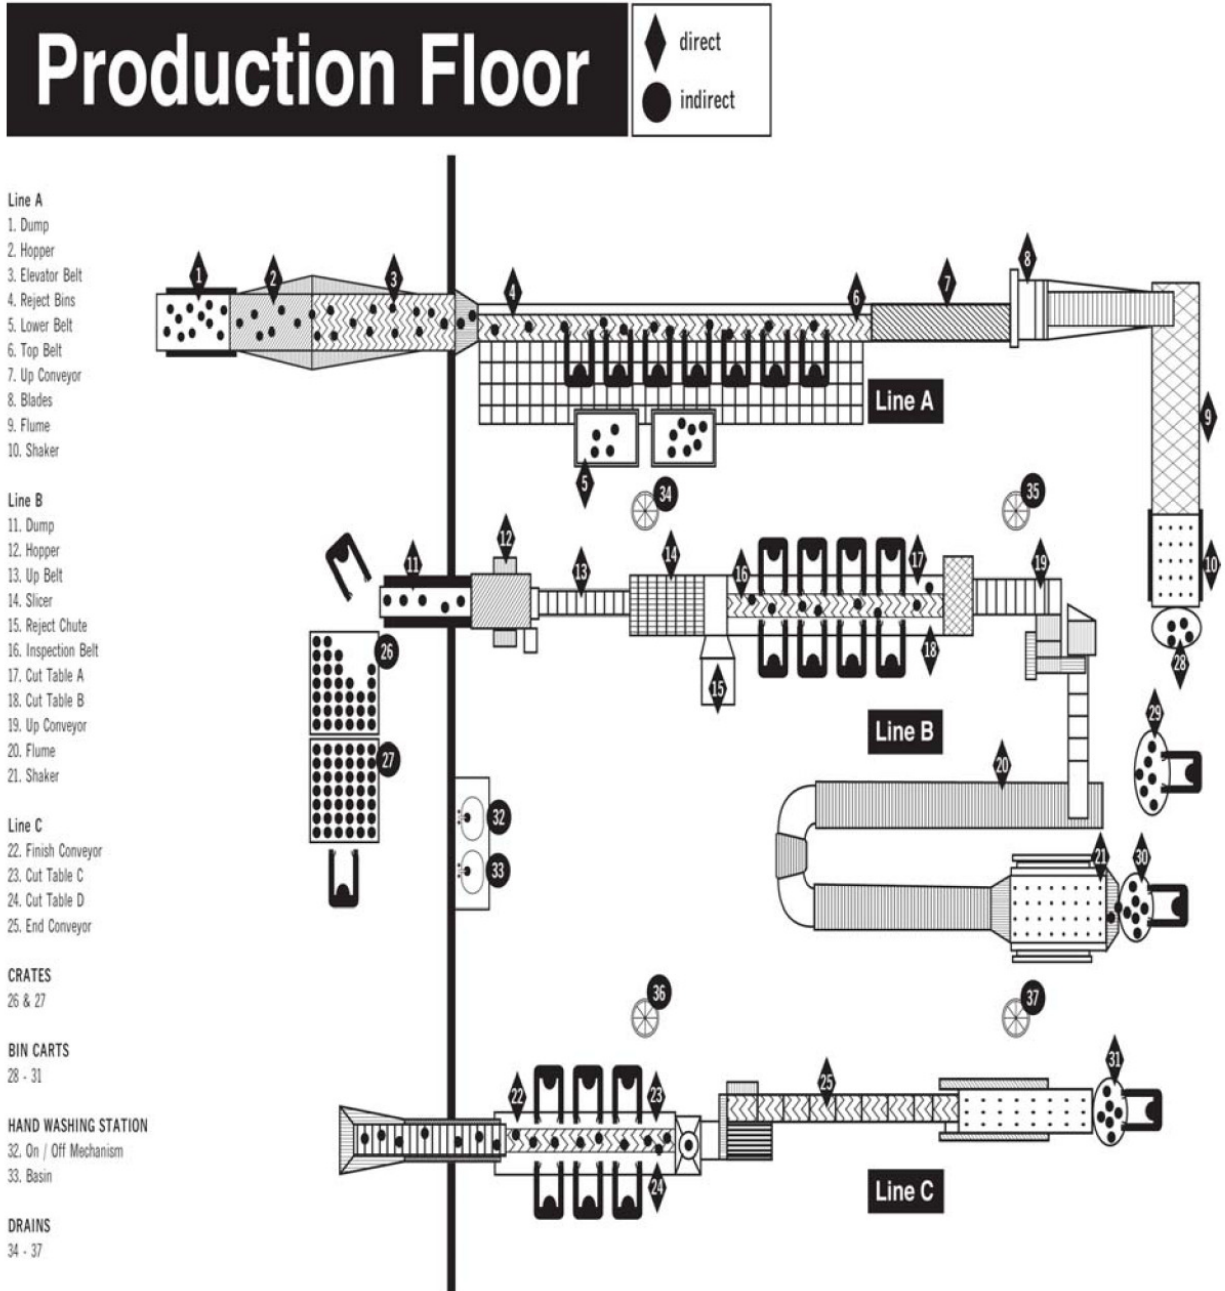 Production Floor
direct
indirect
Line A
1. Dump
2. Hopper
3. Elevator Belt
4. Reject Bins
5. Lower Belt
6. Top Belt
7. Up Conveyor
8. Blades
9. Flume
10. Shaker
Line B
11. Dump
12. Hopper
13. Up Belt
14. Slicer
15. Reject Chute
16. Inspection Belt
17. Cut Table A
18. Cut Table B
19. Up Conveyor
20. Flume
21. Shaker
Line C
22. Finish Conveyor
23. Cut Table C
24. Cut Table D
25. End Conveyor
CRATES
26 & 27
BIN CARTS
28 - 31
HAND WASHING STATION
32. On / Off Mechanism
33. Basin
DRAINS
34 - 37
1
2
3
4
6
7
8
Line A
9
5
34
35
11
12
13
14
16
17
19
10
26
15
18
28
27
Line B
29
20
32
33
21
30
36
37
22
23
25
31
24
Line C